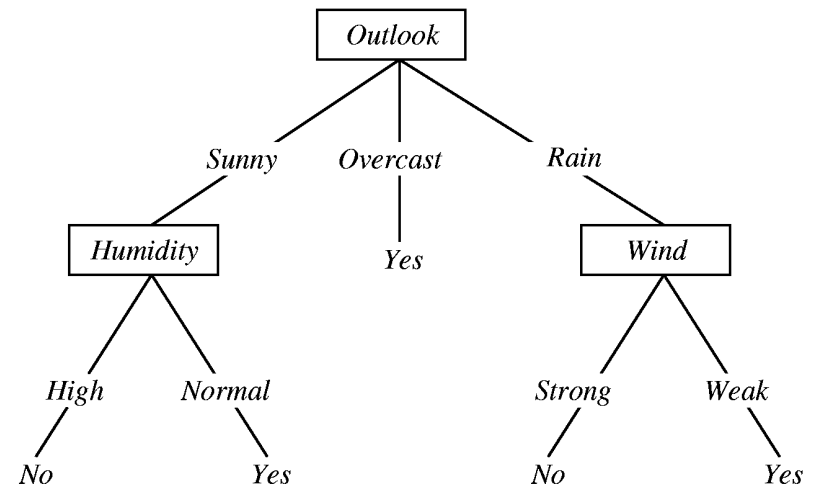 Outlook
Sunny Overcast Rain
Humidity Yes Wind
High Normal Strong Weak
No Yes No Yes